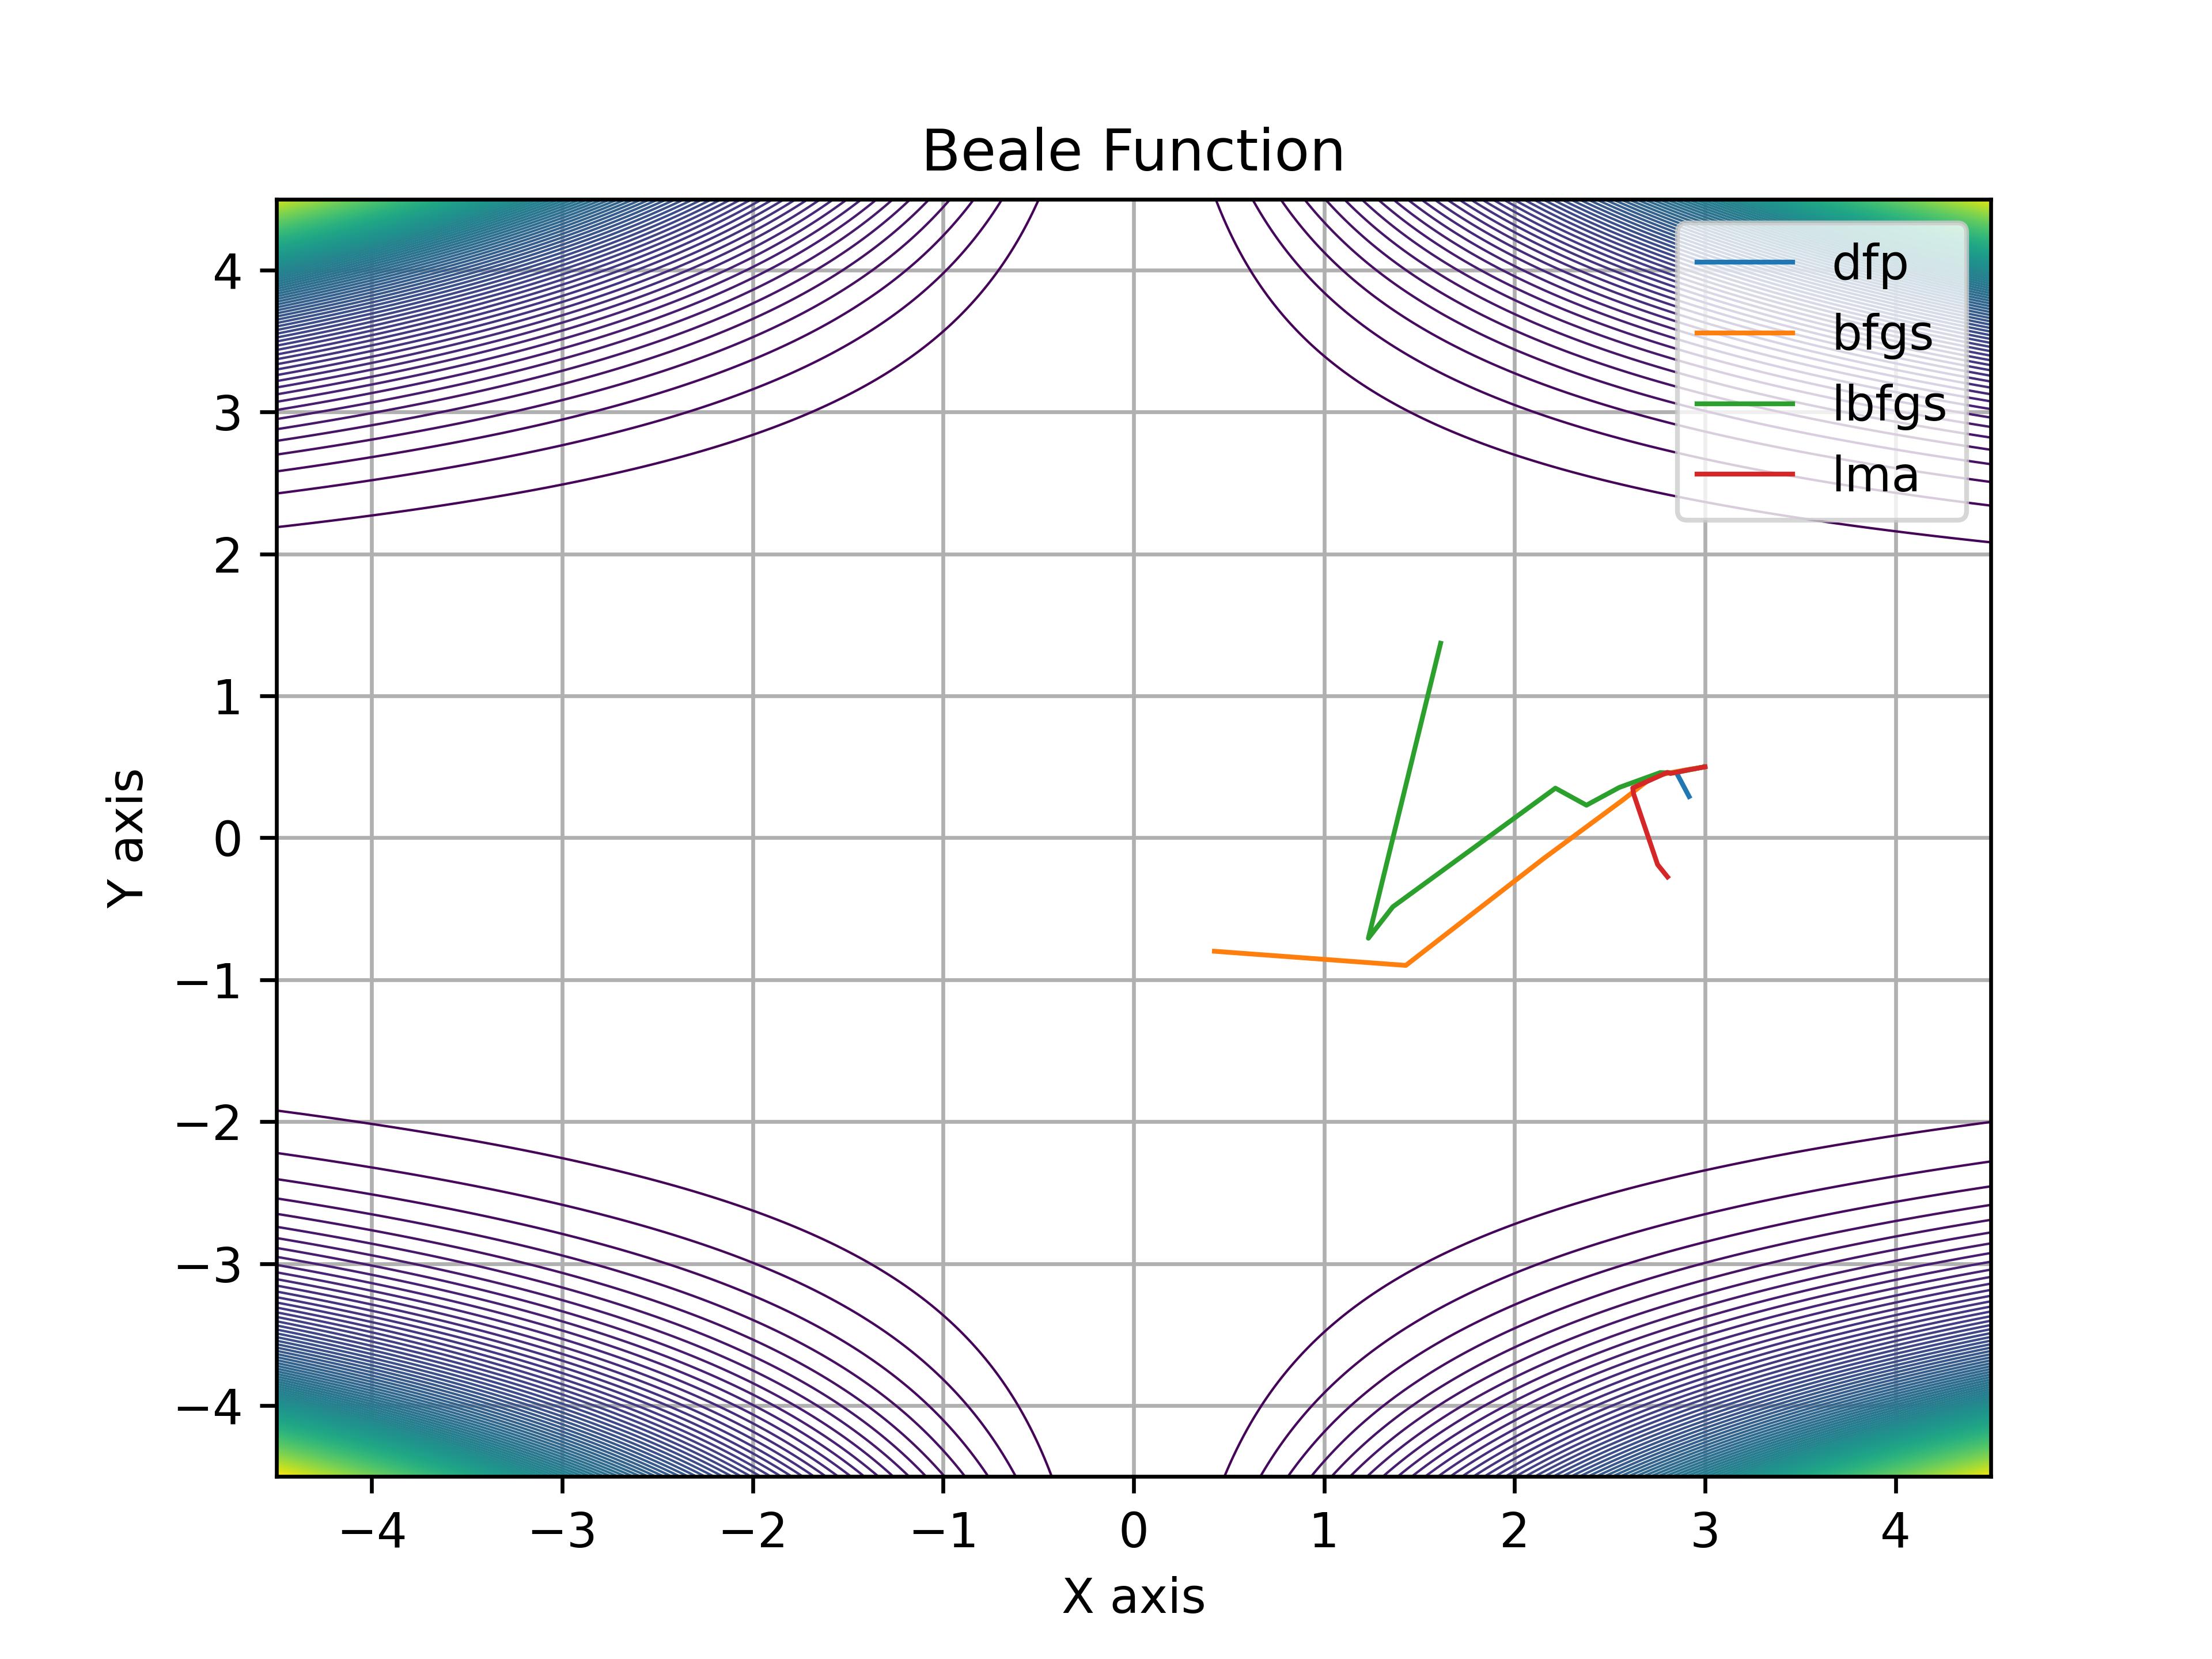 Beale Function
4
3
2
1
0
−1
−2
−3
−4
Y axis
dfp
bfgs
lbfgs
lma
−4 −3 −2 −1 0 1 2 3 4
X axis